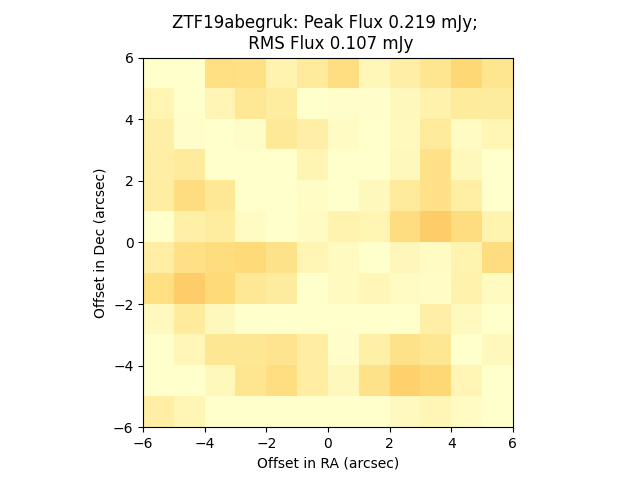 ZTF19abegruk: Peak Flux 0.219 mJy;
RMS Flux 0.107 mJy
6
4
2
0
−2
−4
−6
Offset in Dec (arcsec)
−6 −4 −2 0 2 4 6
Offset in RA (arcsec)